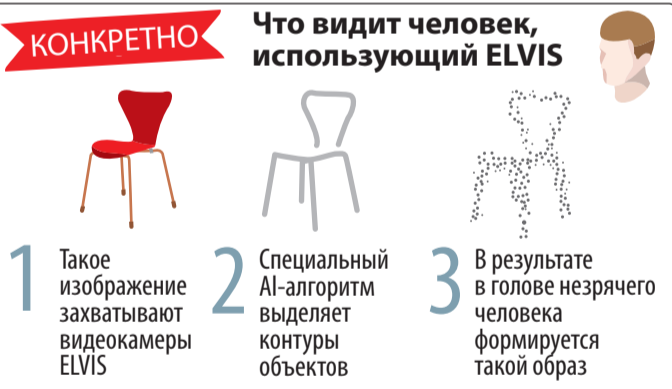 КОНКРЕТНО
Что видит человек,
использующий ELVIS
1
Такое
изображение
захватывают
видеокамеры
ELVIS
2
Специальный
AI-алгоритм
выделяет
контуры
объектов
3
В результате
в голове незрячего
человека
формируется
такой образ